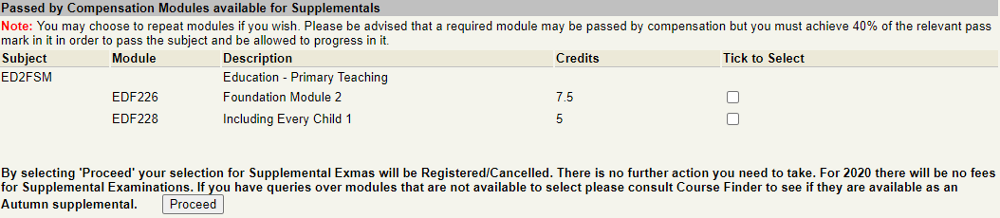 Passed by Compensation Modules available for Supplementals
Note: You may choose to repeat modules if you wish. Please be advised that a required module may be passed by compensation but you must achieve 40% of the relevant pass
mark in it in order to pass the subject and be allowed to progress in it.
Subject Module Description Credits Tick to Select
ED2FSM Education - Primary Teaching
EDF226 Foundation Module 2 7.5
EDF228 Including Every Child 1 5
By selecting 'Proceed' your selection for Supplemental Exmas will be Registered/Cancelled. There is no further action you need to take. For 2020 there will be no fees
for Supplemental Examinations. If you have queries over modules that are not available to select please consult Course Finder to see if they are available as an
Autumn supplemental. Proceed